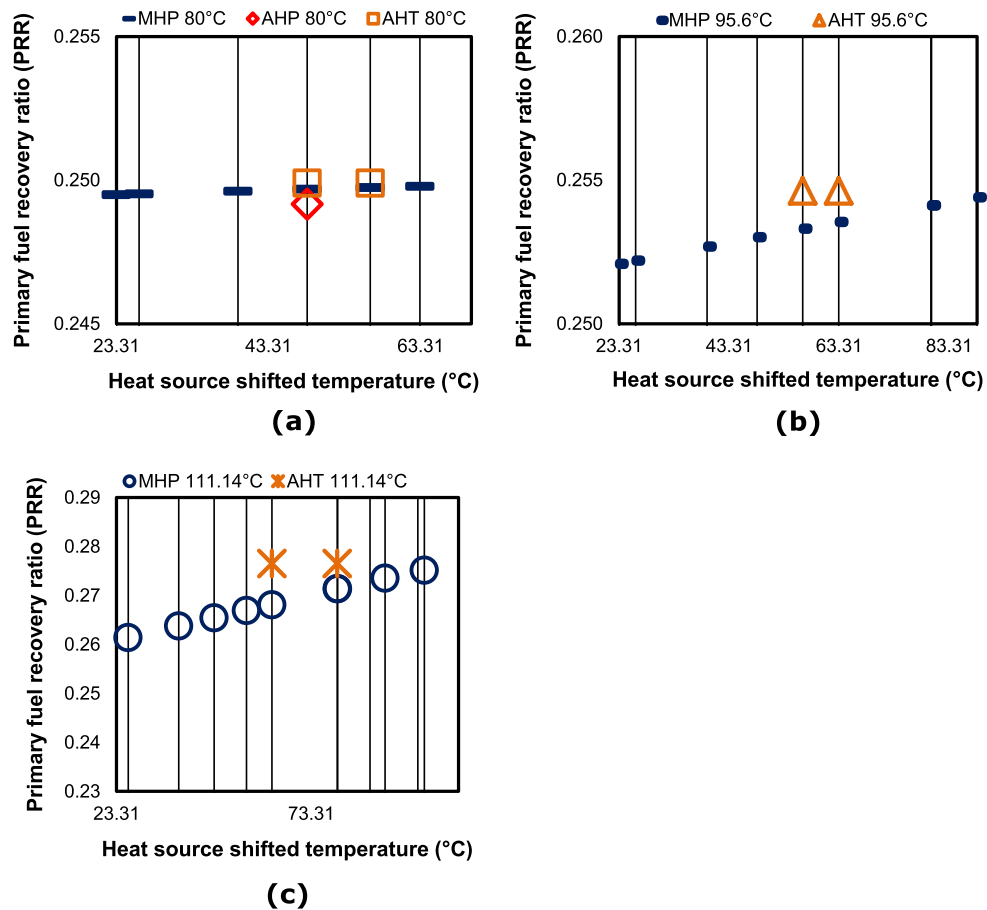 MHP 80°C AHP 80°C AHT 80°C
Primary fuel recovery ratio (PRR)
0.255
0.250
0.245
23.31 43.31 63.31
Heat source shifted temperature (°C)
(a)
MHP 95.6°C AHT 95.6°C
Primary fuel recovery ratio (PRR)
0.260
0.255
0.250
23.31 43.31 63.31 83.31
Heat source shifted temperature (°C)
(b)
MHP 111.14°C AHT 111.14°C
Primary fuel recovery ratio (PRR)
0.29
0.28
0.27
0.26
0.25
0.24
0.23
23.31 73.31
Heat source shifted temperature (°C)
(c)